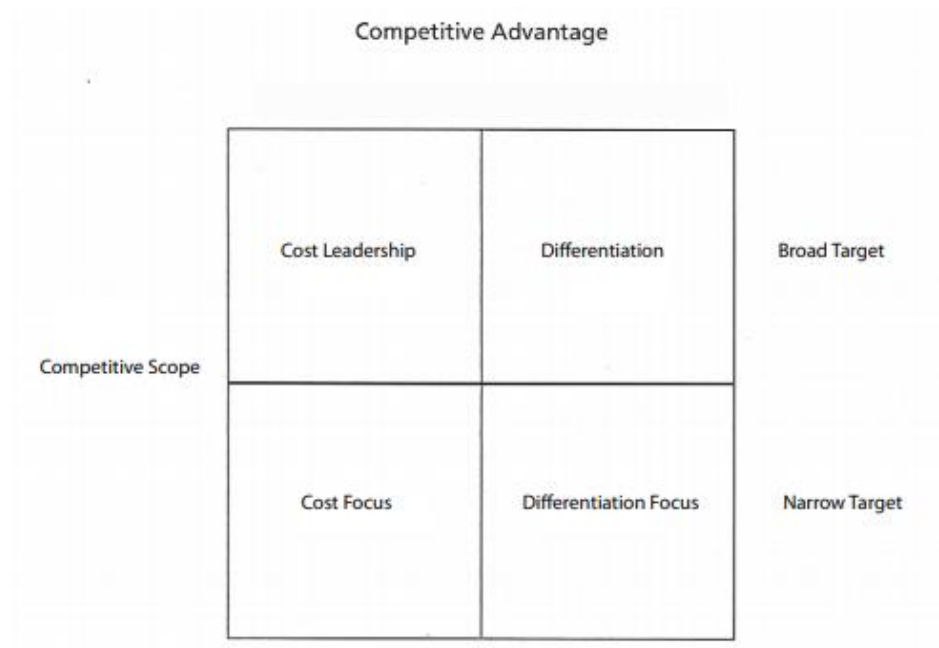 Competitive Advantage
Cost Leadership
Differentiation
Broad Target
Competitive Scope
Cost Focus
Differentiation Focus
Narrow Target